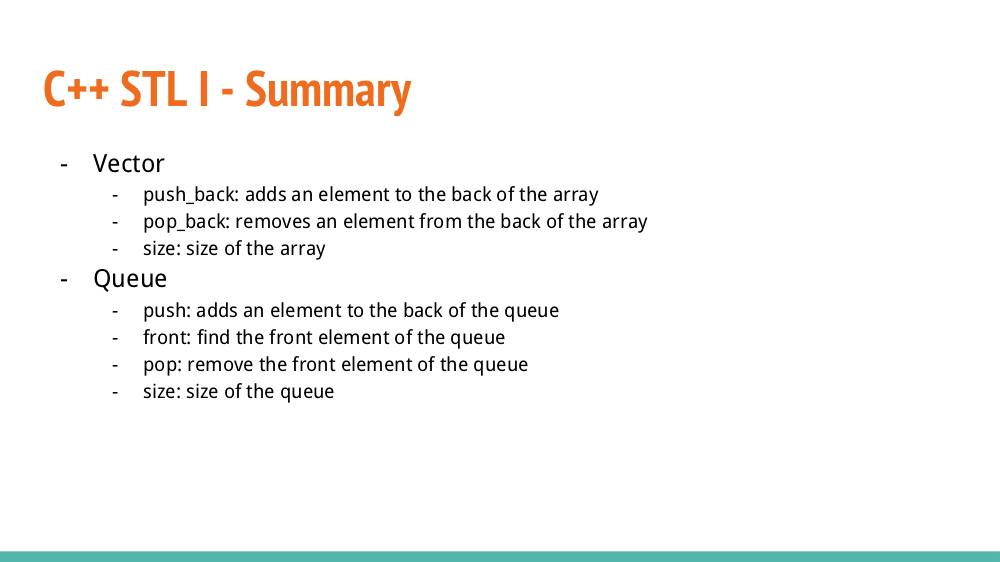 C++ STL I - Summary
- Vector
- push_back: adds an element to the back of the array
- pop_back: removes an element from the back of the array
- size: size of the array
- Queue
- push: adds an element to the back of the queue
- front: find the front element of the queue
- pop: remove the front element of the queue
- size: size of the queue